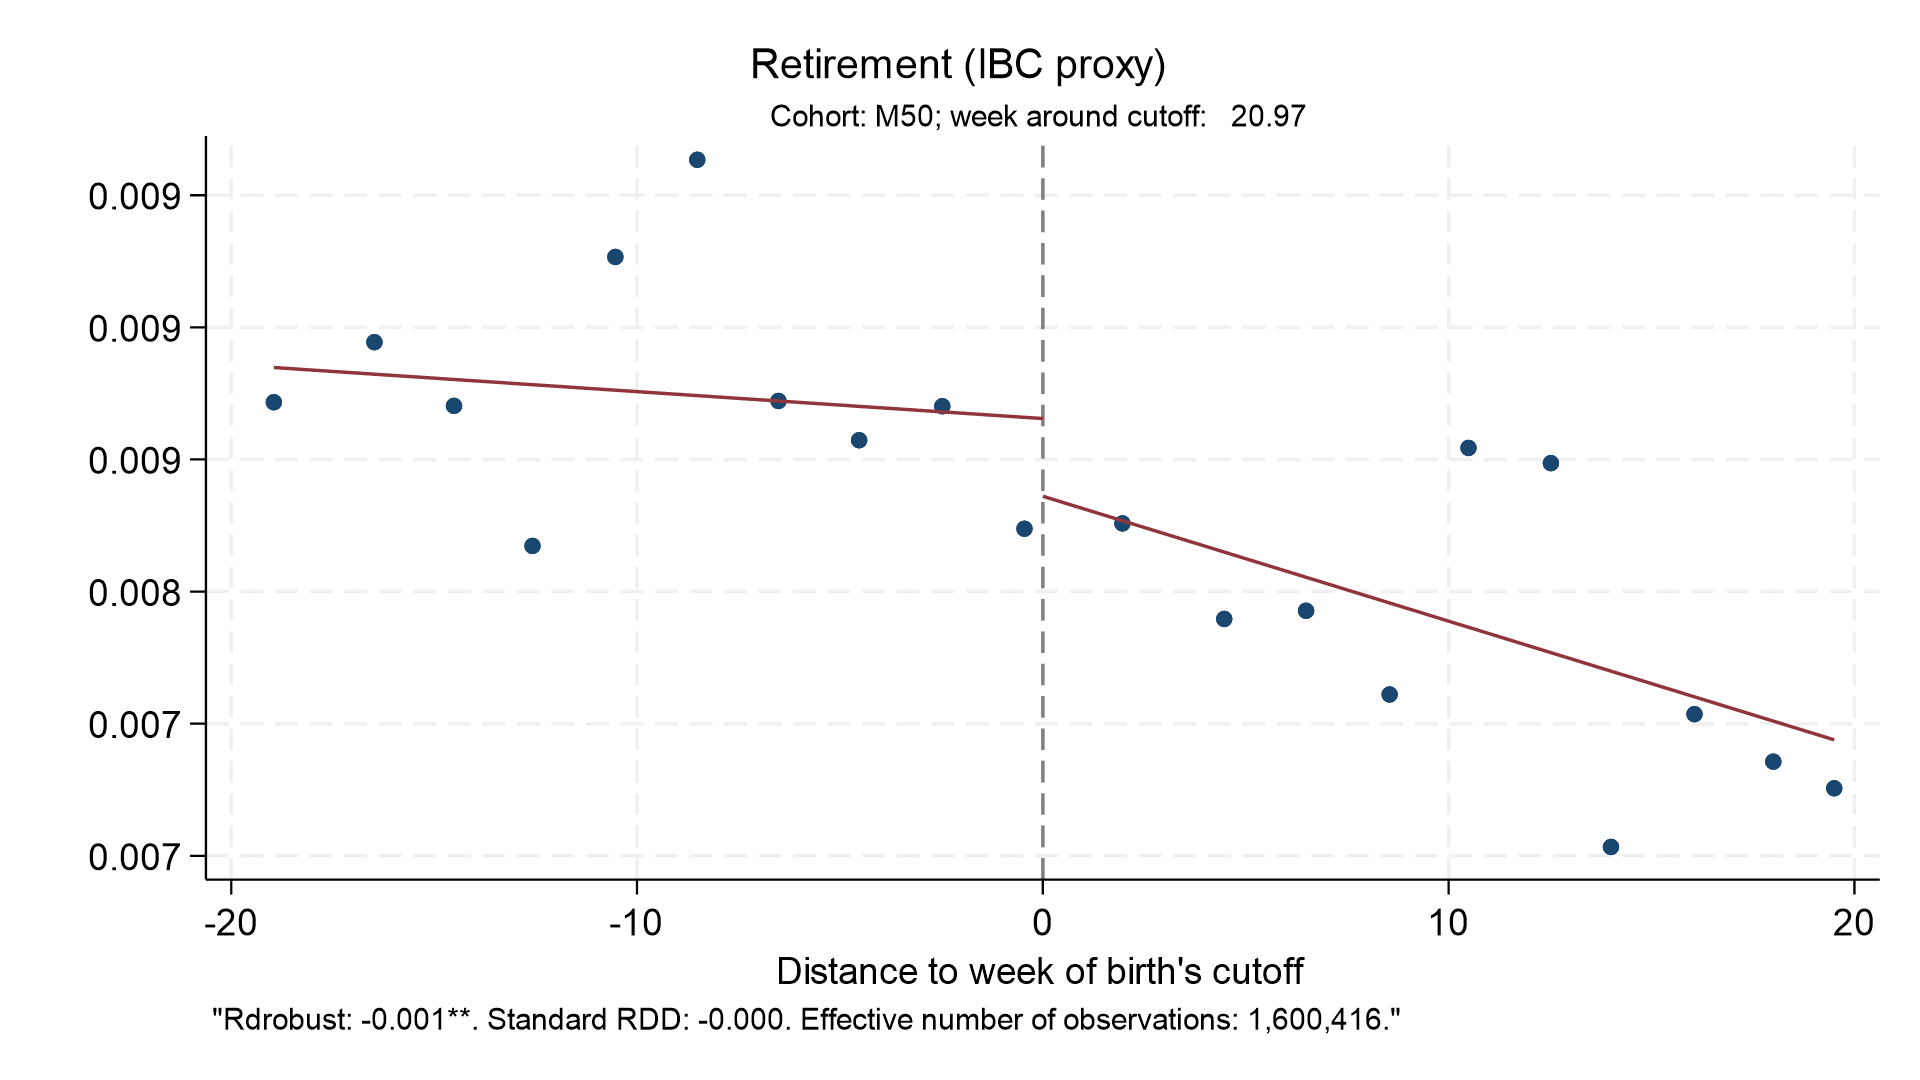 Retirement (IBC proxy)
Cohort: M50; week around cutoff: 20.97
0.009
0.009
0.009
0.008
0.007
0.007
-20 -10 0 10 20
Distance to week of birth's cutoff
"Rdrobust: -0.001**. Standard RDD: -0.000. Effective number of observations: 1,600,416."